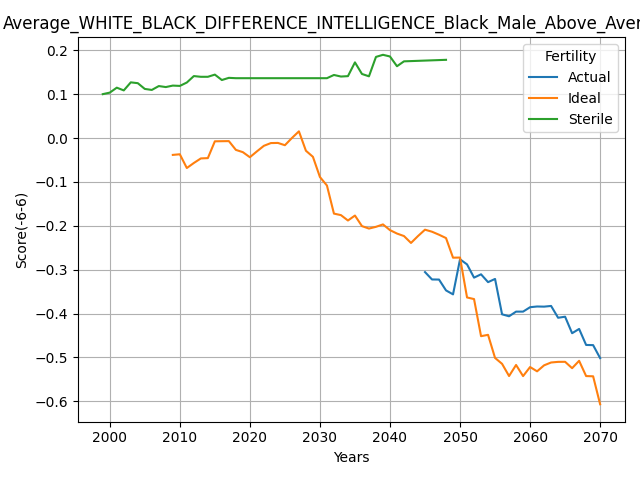 Average_WHITE_BLACK_DIFFERENCE_INTELLIGENCE_Black_Male_Above_Aver
Fertility
Actual
Ideal
Sterile
Score(-6-6)
0.2
0.1
0.0
−0.1
−0.2
−0.3
−0.4
−0.5
−0.6
2000 2010 2020 2030 2040 2050 2060 2070
Years